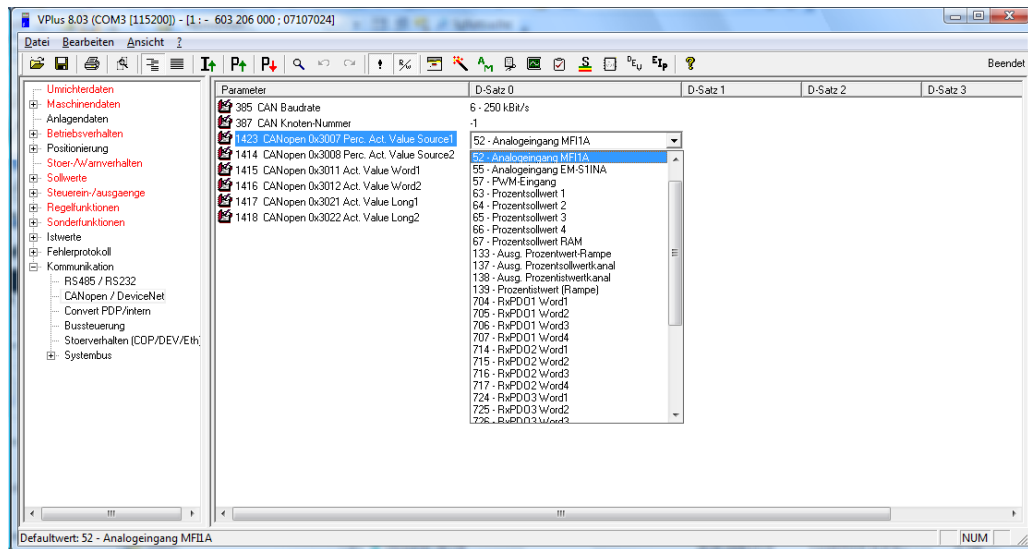 VPlus 8.03 (COM3 [115200]) - [1 : - 603 206 000 ; 07107024]
Datei Bearbeiten Ansicht ?
Beendet
Umrichterdaten
Maschinendaten
Anlagendaten
Betriebsverhalten
Positionierung
Stoer-/Warnverhalten
Sollwerte
Steuerein-/ausgaenge
Regelfunktionen
Sonderfunktionen
Istwerte
Fehlerprotokoll
Kommunikation
RS485 / RS232
CANopen / DeviceNet
Convert PDP/intern
Bussteuerung
Stoerverhalten (COP/DEV/Eth)
Systembus
Parameter D-Satz 0 D-Satz 1 D-Satz 2 D-Satz 3
385 CAN Baudrate 6 - 250 kBit/s
387 CAN Knoten-Nummer -1
1423 CANopen 0x3007 Perc. Act. Value Source1 52 - Analogeingang MFI1A
1414 CANopen 0x3008 Perc. Act. Value Source2
1415 CANopen 0x3011 Act. Value Word1
1416 CANopen 0x3012 Act. Value Word2
1417 CANopen 0x3021 Act. Value Long1
1418 CANopen 0x3022 Act. Value Long2
52 - Analogeingang MFI1A
55 - Analogeingang EM-S1INA
57 - PWM-Eingang
63 - Prozentsollwert 1
64 - Prozentsollwert 2
65 - Prozentsollwert 3
66 - Prozentsollwert 4
67 - Prozentsollwert RAM
133 - Ausg. Prozentwert-Rampe
137 - Ausg. Prozentsollwertkanal
138 - Ausg. Prozentistwertkanal
139 - Prozentistwert (Rampe)
704 - RxPDO1 Word1
705 - RxPDO1 Word2
706 - RxPDO1 Word3
707 - RxPDO1 Word4
714 - RxPDO2 Word1
715 - RxPDO2 Word2
716 - RxPDO2 Word3
717 - RxPDO2 Word4
724 - RxPDO3 Word1
725 - RxPDO3 Word2
726 - RxPDO3 Word3
Defaultwert: 52 - Analogeingang MFI1A
NUM